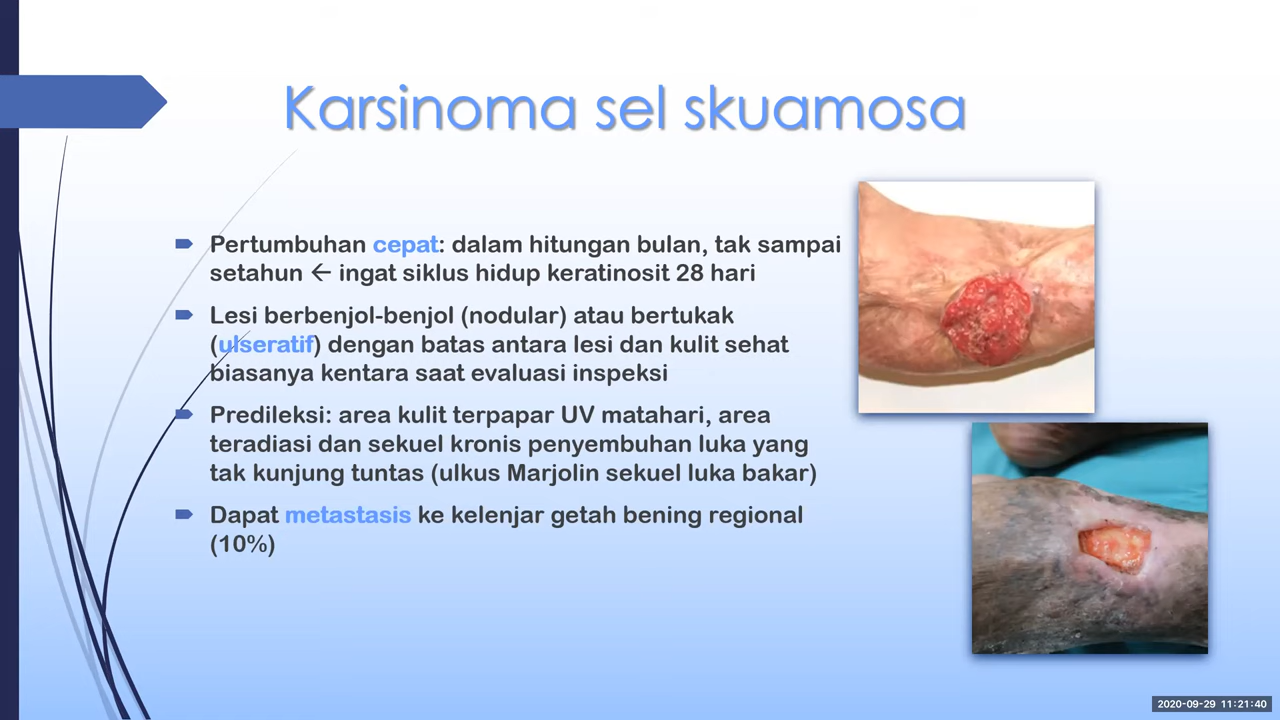 Karsinoma sel skuamosa
Pertumbuhan cepat: dalam hitungan bulan, tak sampai
setahun ← ingat siklus hidup keratinosit 28 hari
Lesi berbenjol-benjol (nodular) atau bertukak
(ulseratif) dengan batas antara lesi dan kulit sehat
biasanya kentara saat evaluasi inspeksi
Predileksi: area kulit terpapar UV matahari, area
teradiasi dan sekuel kronis penyembuhan luka yang
tak kunjung tuntas (ulkus Marjolin sekuel luka bakar)
Dapat metastasis ke kelenjar getah bening regional
(10%)
2020-09-29 11:21:40